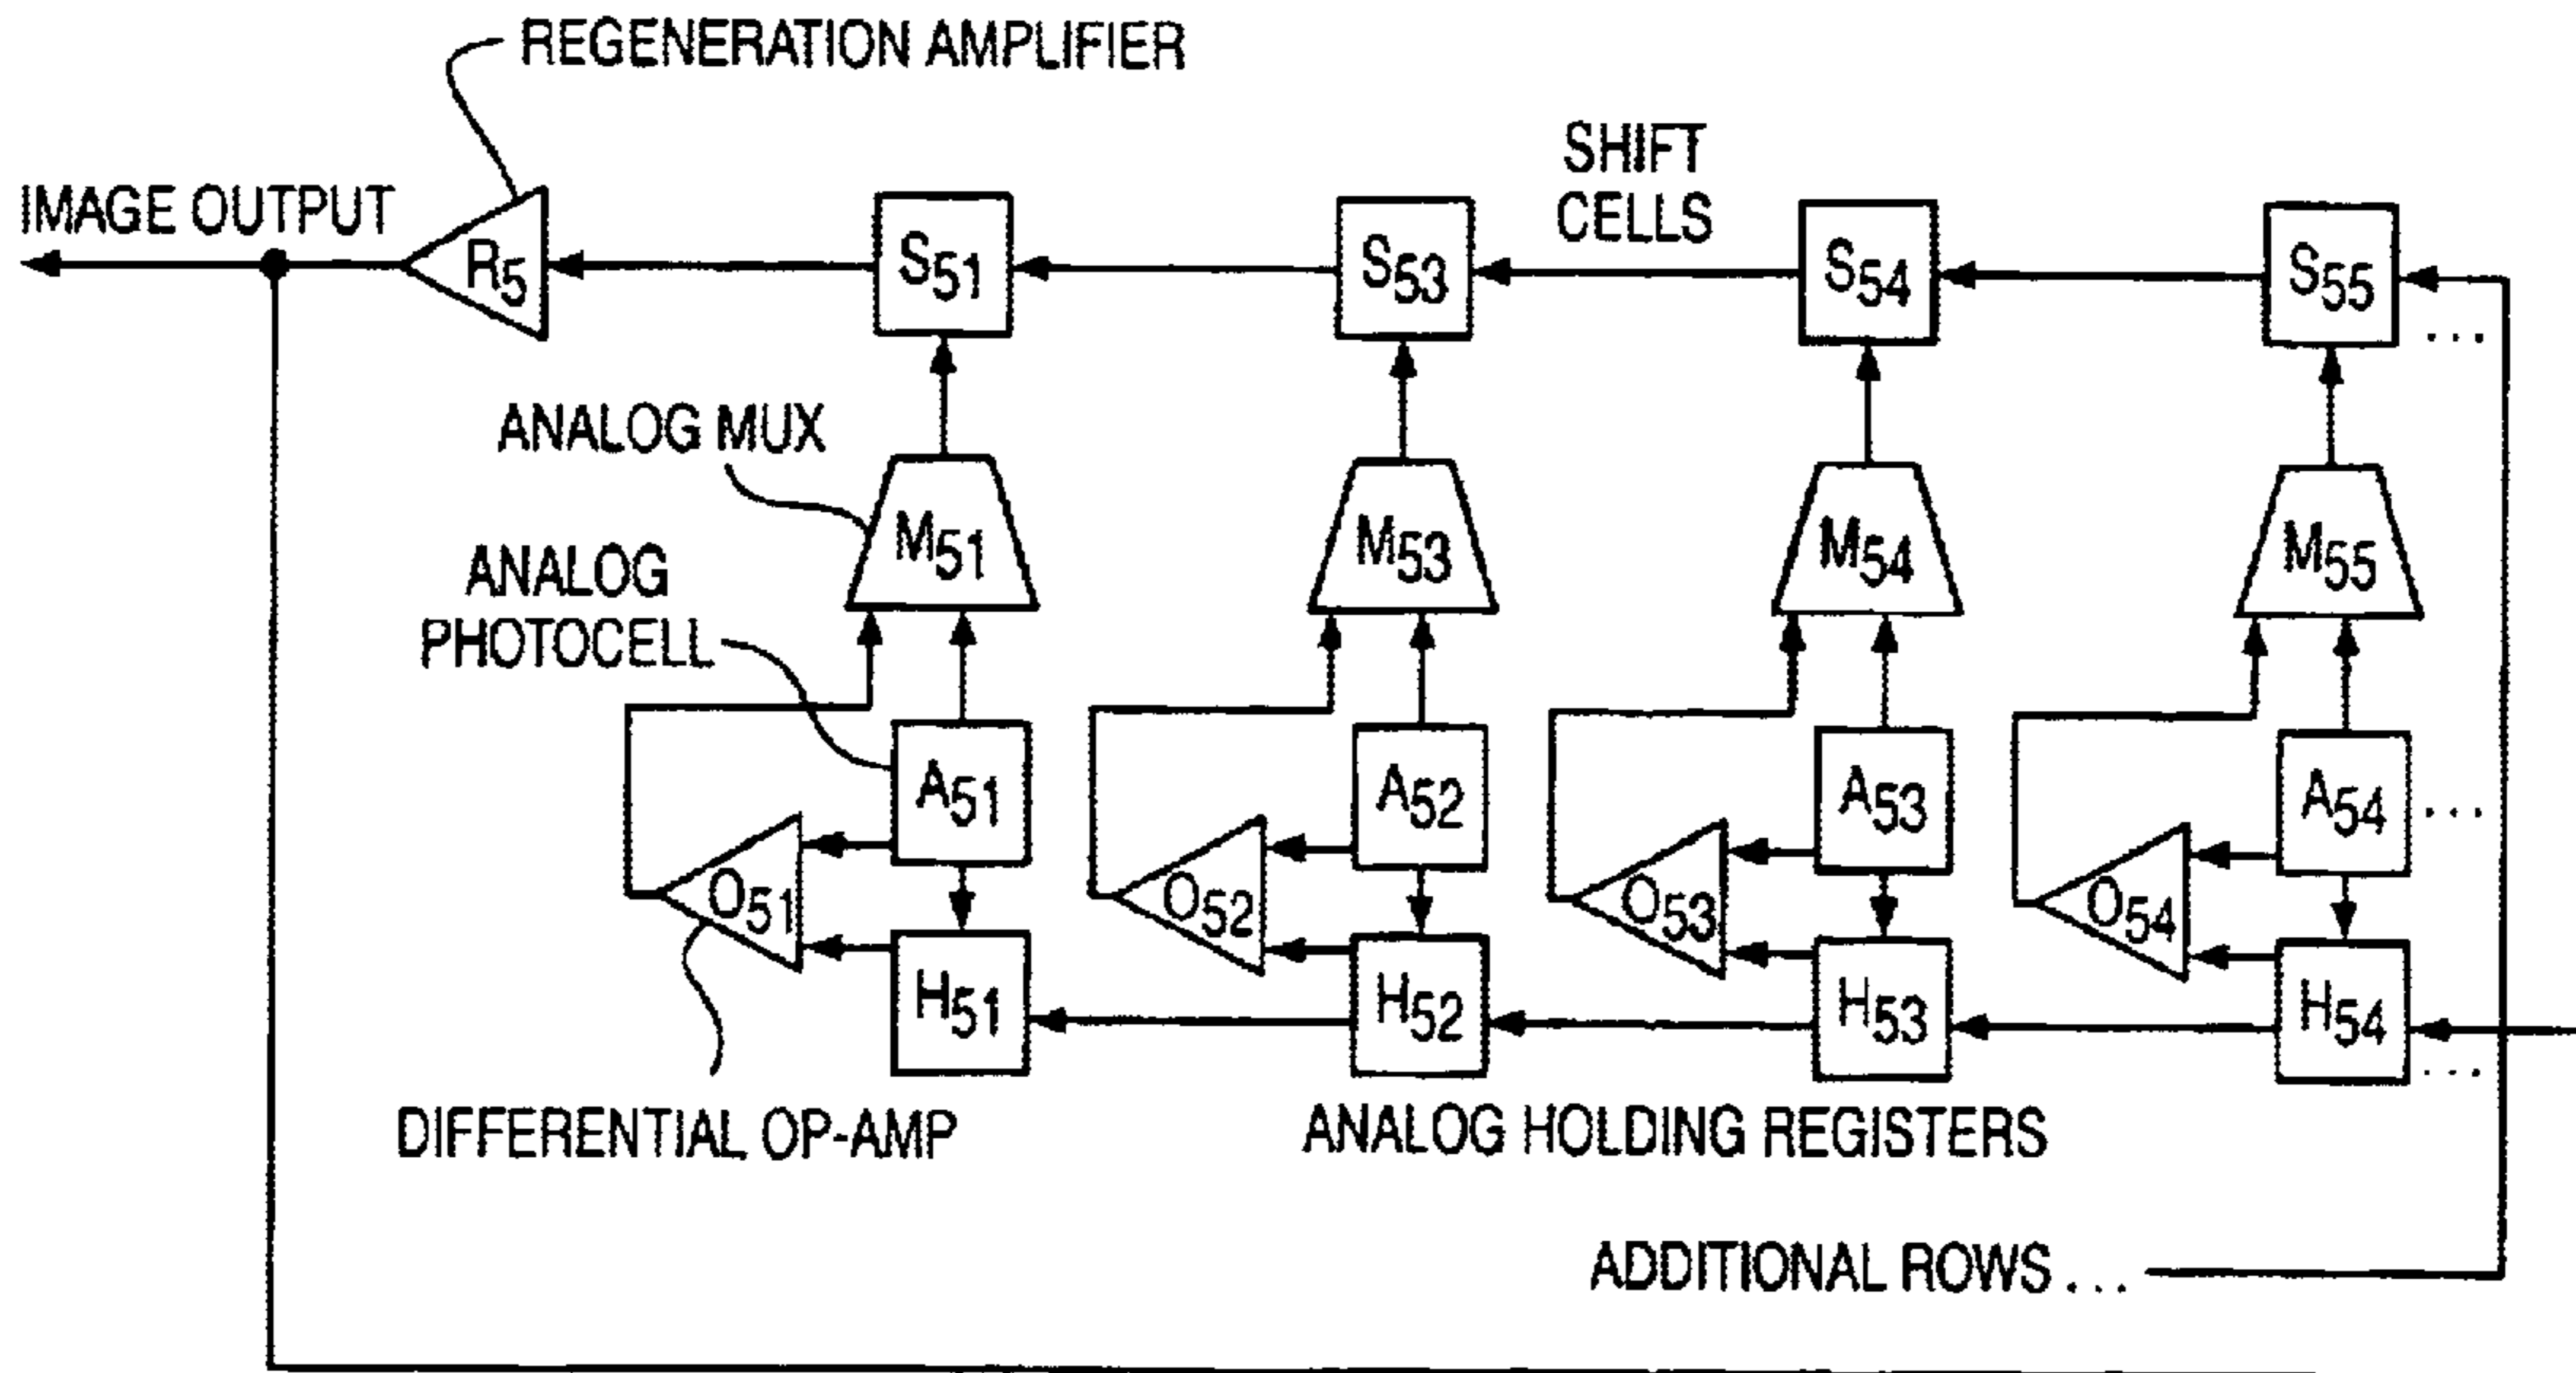 REGENERATION AMPLIFIER
SHIFT
CELLS
IMAGE OUTPUT
R5
S51
S53
S54
S55
...
ANALOG MUX
M51
M53
M54
M55
ANALOG
PHOTOCELL
A51
A52
A53
A54
...
O51
O52
O53
O54
H51
H52
H53
H54
...
DIFFERENTIAL OP-AMP
ANALOG HOLDING REGISTERS
ADDITIONAL ROWS . . .